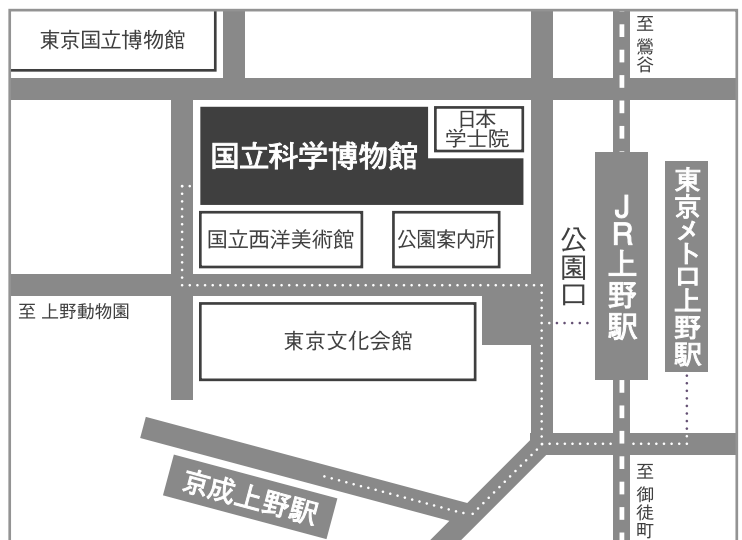 東京国立博物館
至 鶯谷
日本
学士院
国立科学博物館
国立西洋美術館
公園案内所
公園口
JR上野駅
東京メトロ上野駅
至 上野動物園
東京文化会館
京成上野駅
至 御徒町